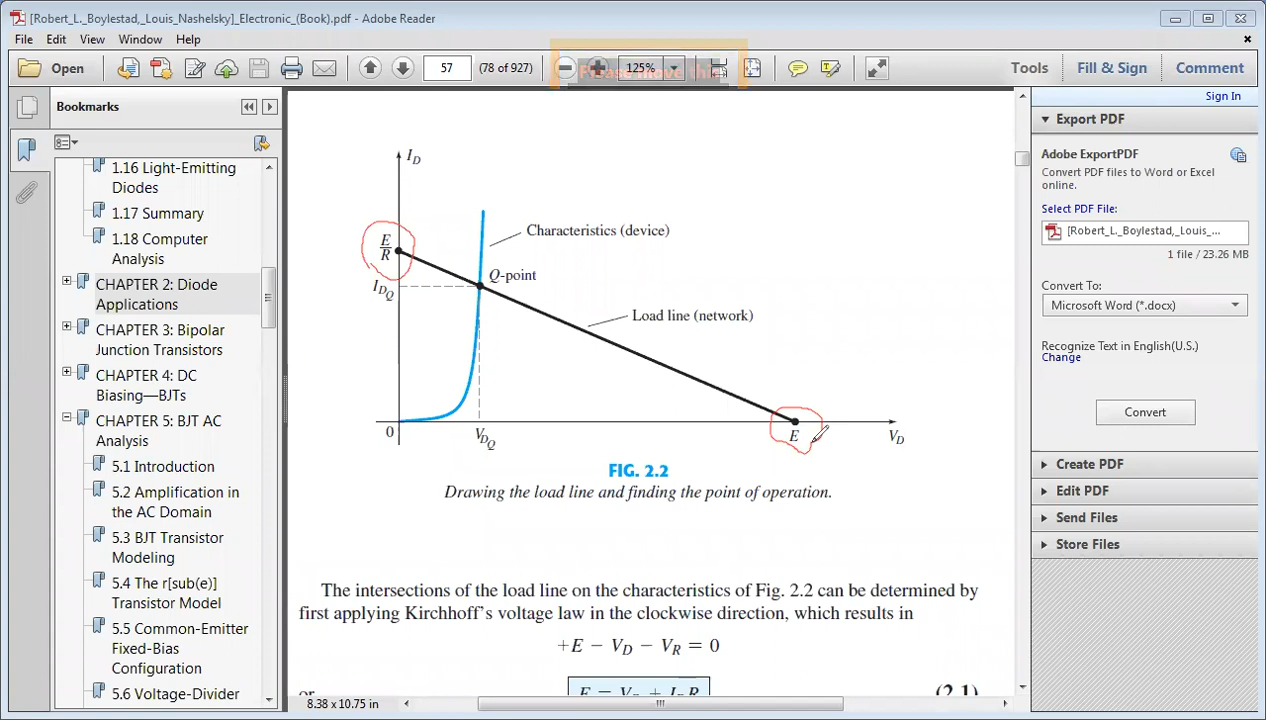 [Robert_L._Boylestad,_Louis_Nashelsky]_Electronic_(Book).pdf - Adobe Reader
File Edit View Window Help
Open 57 (78 of 927) 125% Tools Fill & Sign Comment
Sign In
Bookmarks
1.16 Light-Emitting
Diodes
1.17 Summary
1.18 Computer
Analysis
CHAPTER 2: Diode
Applications
CHAPTER 3: Bipolar
Junction Transistors
CHAPTER 4: DC
Biasing—BJTs
CHAPTER 5: BJT AC
Analysis
5.1 Introduction
5.2 Amplification in
the AC Domain
5.3 BJT Transistor
Modeling
5.4 The r[sub(e)]
Transistor Model
5.5 Common-Emitter
Fixed-Bias
Configuration
5.6 Voltage-Divider
I_D
Characteristics (device)
E/R
Q-point
I_DQ
Load line (network)
0
V_DQ
E
V_D
FIG. 2.2
Drawing the load line and finding the point of operation.
The intersections of the load line on the characteristics of Fig. 2.2 can be determined by
first applying Kirchhoff's voltage law in the clockwise direction, which results in
+E − V_D − V_R = 0
8.38 x 10.75 in
Export PDF
Adobe ExportPDF
Convert PDF files to Word or Excel
online.
Select PDF File:
[Robert_L._Boylestad,_Louis_...
1 file / 23.26 MB
Convert To:
Microsoft Word (*.docx)
Recognize Text in English(U.S.)
Change
Convert
Create PDF
Edit PDF
Send Files
Store Files